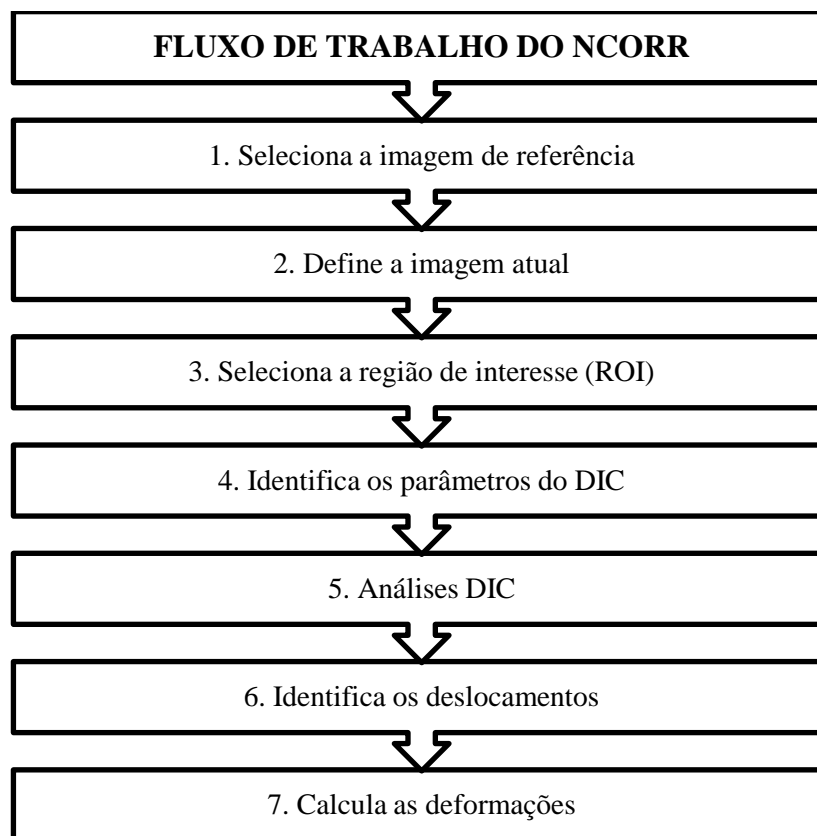 FLUXO DE TRABALHO DO NCORR
1. Seleciona a imagem de referência
2. Define a imagem atual
3. Seleciona a região de interesse (ROI)
4. Identifica os parâmetros do DIC
5. Análises DIC
6. Identifica os deslocamentos
7. Calcula as deformações